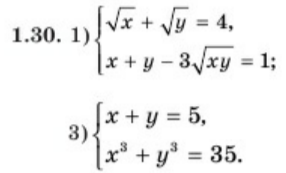 1.30. 1) { √x + √y = 4,
x + y − 3√xy = 1;
3) { x + y = 5,
x³ + y³ = 35.